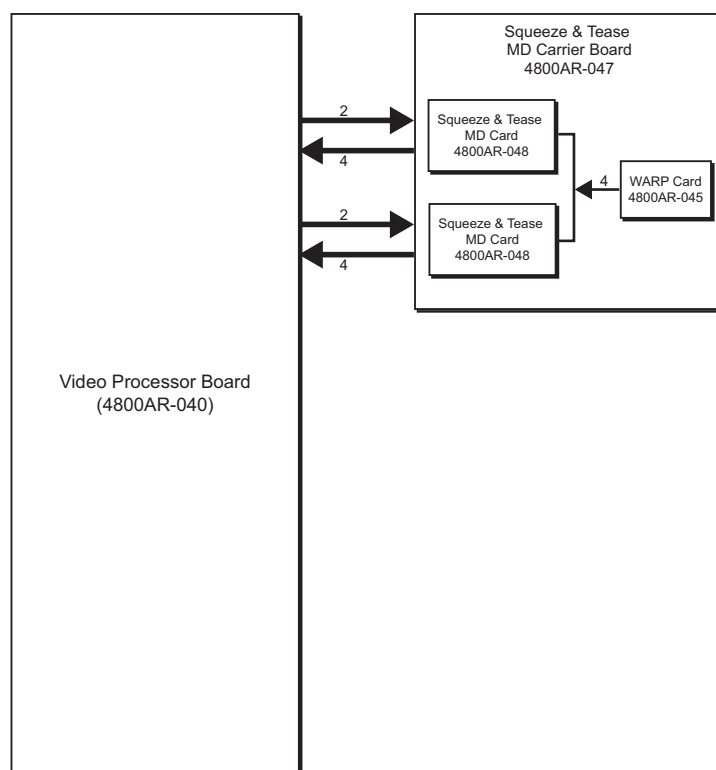 Squeeze & Tease
MD Carrier Board
4800AR-047
2
Squeeze & Tease
MD Card
4800AR-048
4
4
WARP Card
4800AR-045
2
Squeeze & Tease
MD Card
4800AR-048
4
Video Processor Board
(4800AR-040)